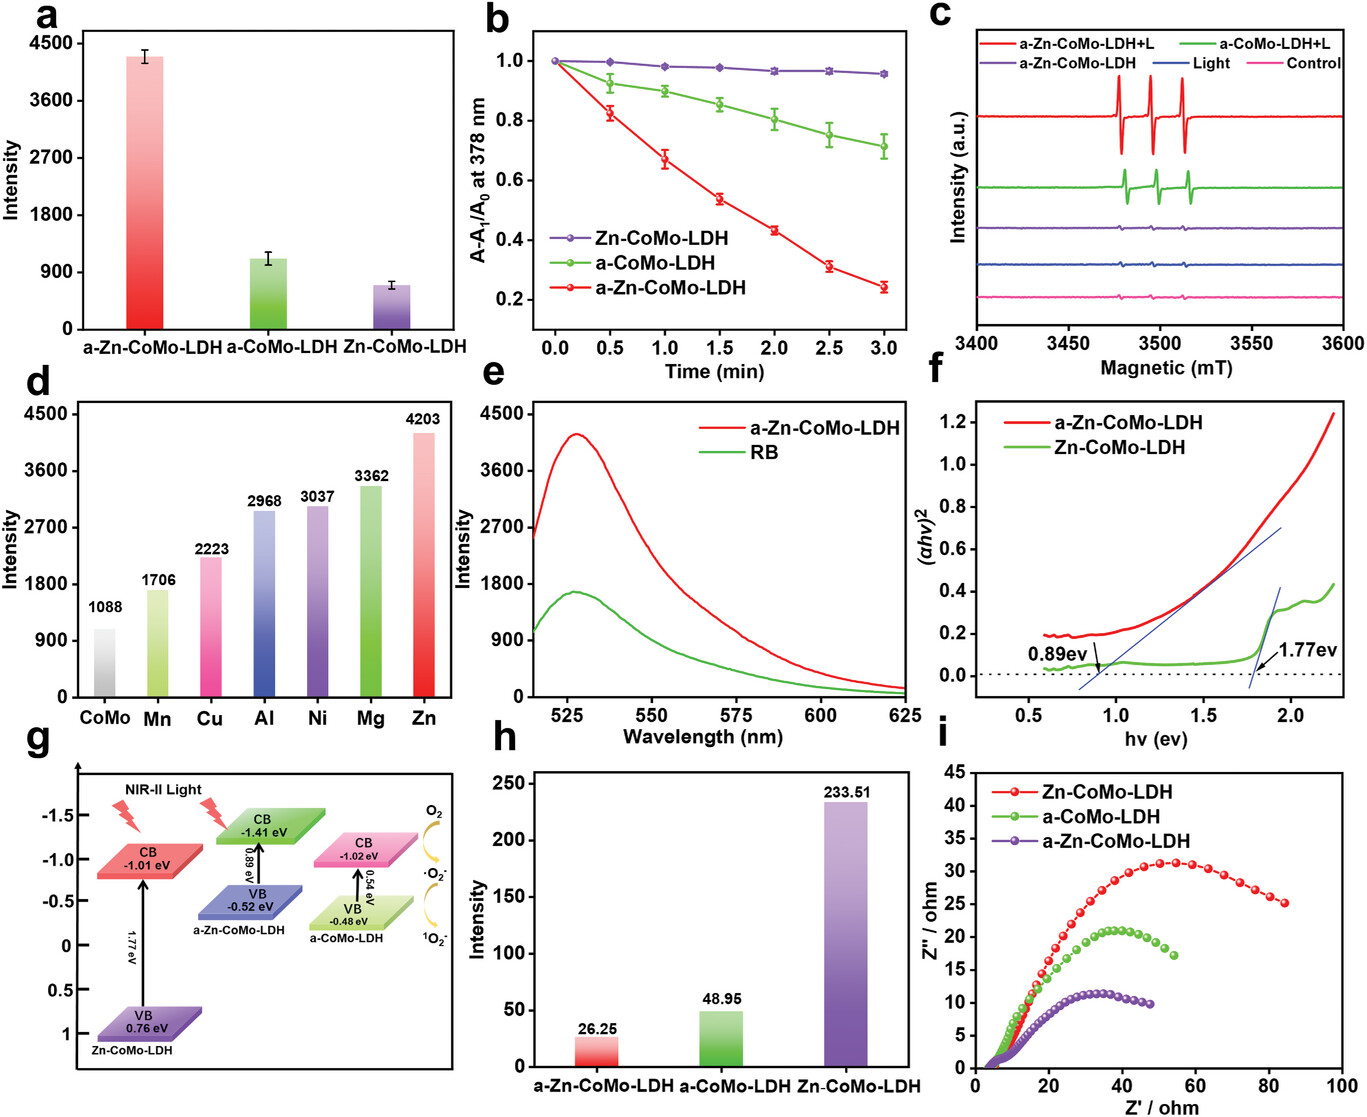 a
4500
3600
2700
1800
900
0
Intensity
a-Zn-CoMo-LDH a-CoMo-LDH Zn-CoMo-LDH
b
1.0
0.8
0.6
0.4
0.2
A-A1/A0 at 378 nm
Zn-CoMo-LDH
a-CoMo-LDH
a-Zn-CoMo-LDH
0.0 0.5 1.0 1.5 2.0 2.5 3.0
Time (min)
c
a-Zn-CoMo-LDH+L a-CoMo-LDH+L
a-Zn-CoMo-LDH Light Control
Intensity (a.u.)
3400 3450 3500 3550 3600
Magnetic (mT)
d
4500
3600
2700
1800
900
0
Intensity
1088
1706
2223
2968
3037
3362
4203
CoMo Mn Cu Al Ni Mg Zn
e
4500
3600
2700
1800
900
0
Intensity
a-Zn-CoMo-LDH
RB
525 550 575 600 625
Wavelength (nm)
f
1.2
1.0
0.8
0.6
0.4
0.2
0.0
(αhv)2
a-Zn-CoMo-LDH
Zn-CoMo-LDH
0.89ev
1.77ev
0.5 1.0 1.5 2.0
hv (ev)
g
-1.5
-1.0
-0.5
0
0.5
1
NIR-II Light
CB
-1.01 eV
1.77 eV
VB
0.76 eV
Zn-CoMo-LDH
CB
-1.41 eV
0.89 eV
VB
-0.52 eV
a-Zn-CoMo-LDH
CB
-1.02 eV
0.54 eV
VB
-0.48 eV
a-CoMo-LDH
O2
·O2-
1O2-
h
250
200
150
100
50
0
Intensity
26.25
48.95
233.51
a-Zn-CoMo-LDH a-CoMo-LDH Zn-CoMo-LDH
i
45
40
35
30
25
20
15
10
5
0
Z'' / ohm
Zn-CoMo-LDH
a-CoMo-LDH
a-Zn-CoMo-LDH
0 20 40 60 80 100
Z' / ohm